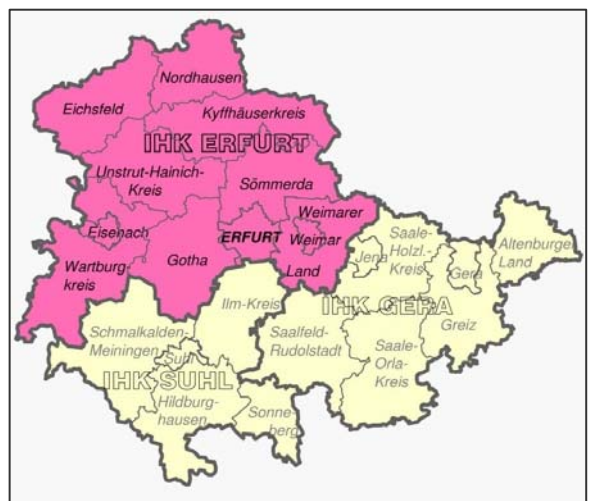 Nordhausen
Eichsfeld
Kyffhäuserkreis
IHK ERFURT
Unstrut-Hainich-
Kreis
Sömmerda
Weimarer
Eisenach
ERFURT
Weimar
Wartburg-
kreis
Gotha
Land
Saale-
Holzl.-
Kreis
Jena
Gera
Altenburger
Land
Ilm-Kreis
IHK GERA
Greiz
Schmalkalden-
Meiningen
Suhl
Saalfeld-
Rudolstadt
Saale-
Orla-
Kreis
IHK SUHL
Hildburg-
hausen
Sonne-
berg